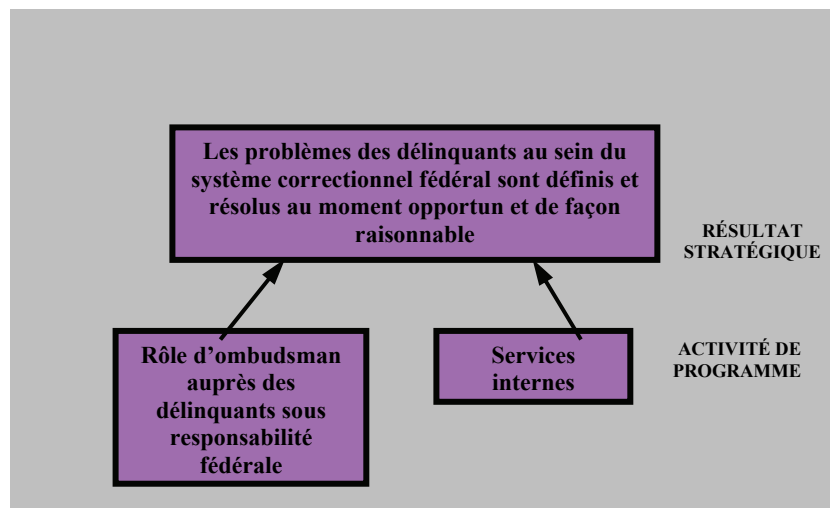 Les problèmes des délinquants au sein du
système correctionnel fédéral sont définis et
résolus au moment opportun et de façon
raisonnable
RÉSULTAT
STRATÉGIQUE
Rôle d’ombudsman
auprès des
délinquants sous
responsabilité
fédérale
Services
internes
ACTIVITÉ DE
PROGRAMME